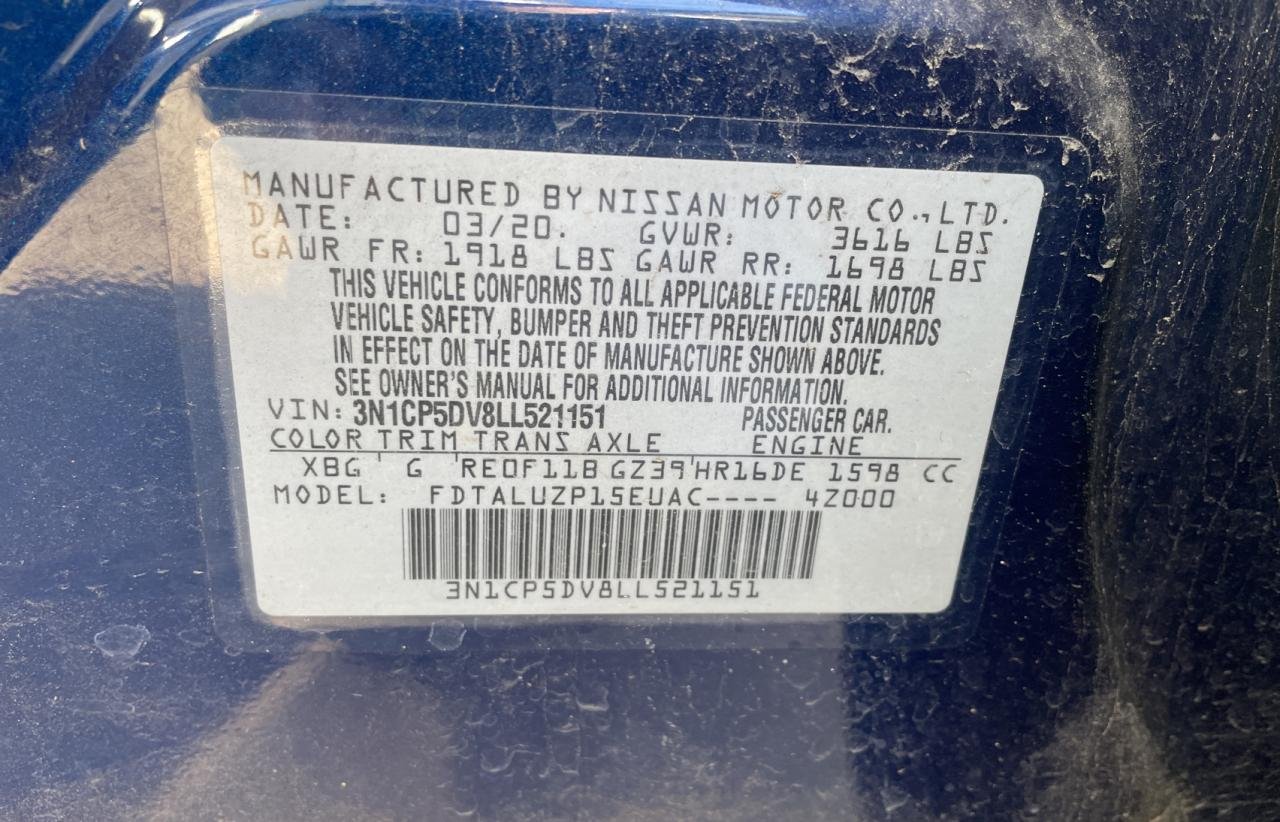 MANUFACTURED BY NISSAN MOTOR CO.,LTD.
DATE: 03/20. GVWR: 3616 LBS
GAWR FR: 1918 LBS GAWR RR: 1698 LBS
THIS VEHICLE CONFORMS TO ALL APPLICABLE FEDERAL MOTOR
VEHICLE SAFETY, BUMPER AND THEFT PREVENTION STANDARDS
IN EFFECT ON THE DATE OF MANUFACTURE SHOWN ABOVE.
SEE OWNER'S MANUAL FOR ADDITIONAL INFORMATION.
VIN: 3N1CP5DV8LL521151 PASSENGER CAR.
COLOR TRIM TRANS AXLE ENGINE
XBG G RE0F11B GZ39 HR16DE 1598 CC
MODEL: FDTALUZP15EUAC---- 4Z000
3N1CP5DV8LL521151